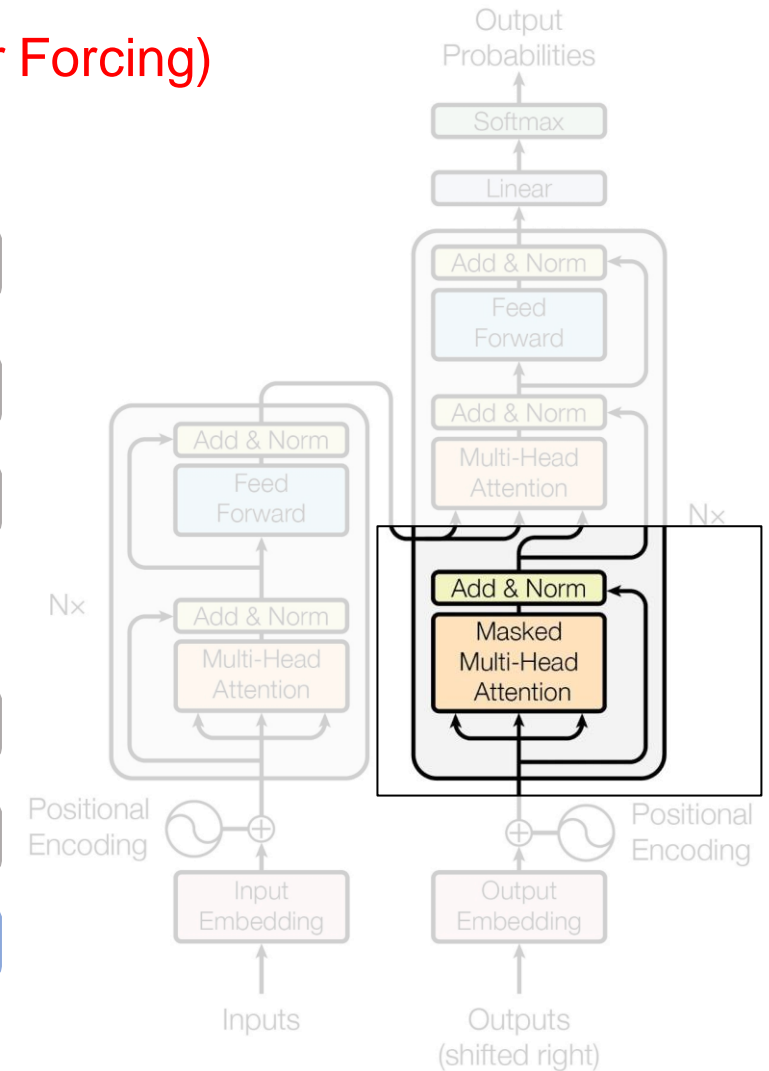 r Forcing)
Output
Probabilities
Softmax
Linear
Add & Norm
Feed
Forward
Add & Norm
Multi-Head
Attention
Nx
Add & Norm
Masked
Multi-Head
Attention
Add & Norm
Feed
Forward
Nx
Add & Norm
Multi-Head
Attention
Positional
Encoding
Positional
Encoding
Input
Embedding
Output
Embedding
Inputs
Outputs
(shifted right)